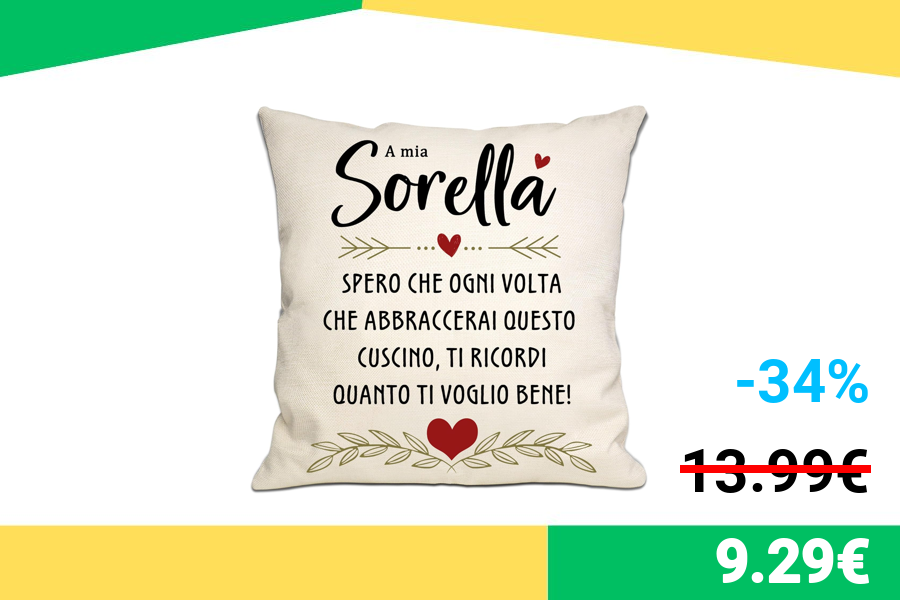 A mia
Sorella
SPERO CHE OGNI VOLTA
CHE ABBRACCERAI QUESTO
CUSCINO, TI RICORDI
QUANTO TI VOGLIO BENE!
-34%
13.99€
9.29€